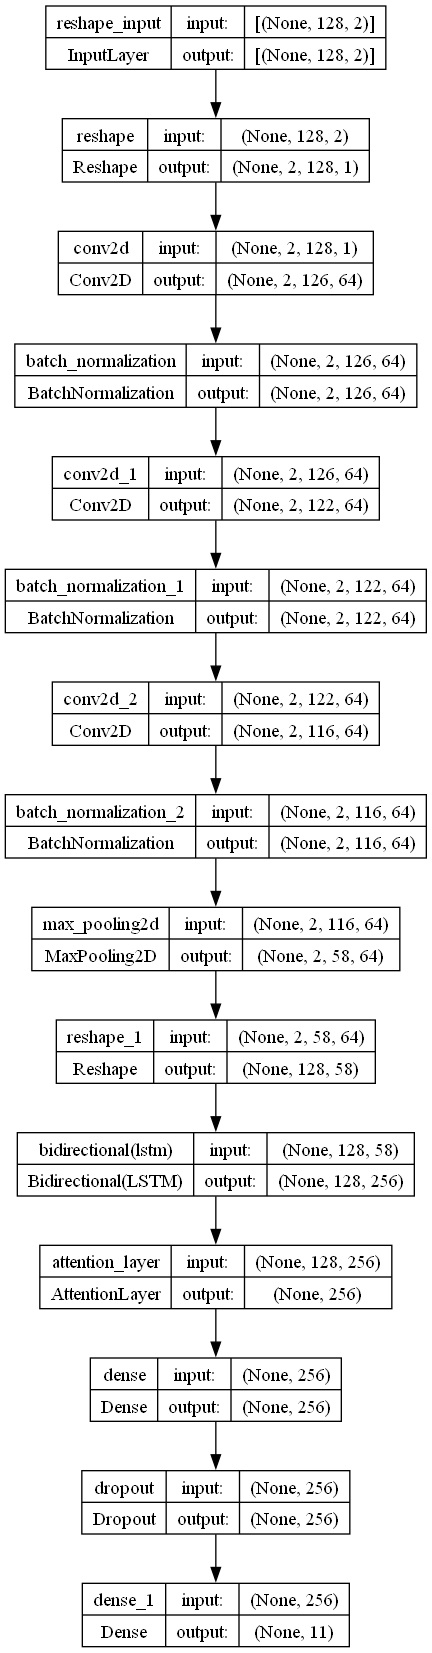 reshape_input input: [(None, 128, 2)]
InputLayer output: [(None, 128, 2)]
reshape input: (None, 128, 2)
Reshape output: (None, 2, 128, 1)
conv2d input: (None, 2, 128, 1)
Conv2D output: (None, 2, 126, 64)
batch_normalization input: (None, 2, 126, 64)
BatchNormalization output: (None, 2, 126, 64)
conv2d_1 input: (None, 2, 126, 64)
Conv2D output: (None, 2, 122, 64)
batch_normalization_1 input: (None, 2, 122, 64)
BatchNormalization output: (None, 2, 122, 64)
conv2d_2 input: (None, 2, 122, 64)
Conv2D output: (None, 2, 116, 64)
batch_normalization_2 input: (None, 2, 116, 64)
BatchNormalization output: (None, 2, 116, 64)
max_pooling2d input: (None, 2, 116, 64)
MaxPooling2D output: (None, 2, 58, 64)
reshape_1 input: (None, 2, 58, 64)
Reshape output: (None, 128, 58)
bidirectional(lstm) input: (None, 128, 58)
Bidirectional(LSTM) output: (None, 128, 256)
attention_layer input: (None, 128, 256)
AttentionLayer output: (None, 256)
dense input: (None, 256)
Dense output: (None, 256)
dropout input: (None, 256)
Dropout output: (None, 256)
dense_1 input: (None, 256)
Dense output: (None, 11)